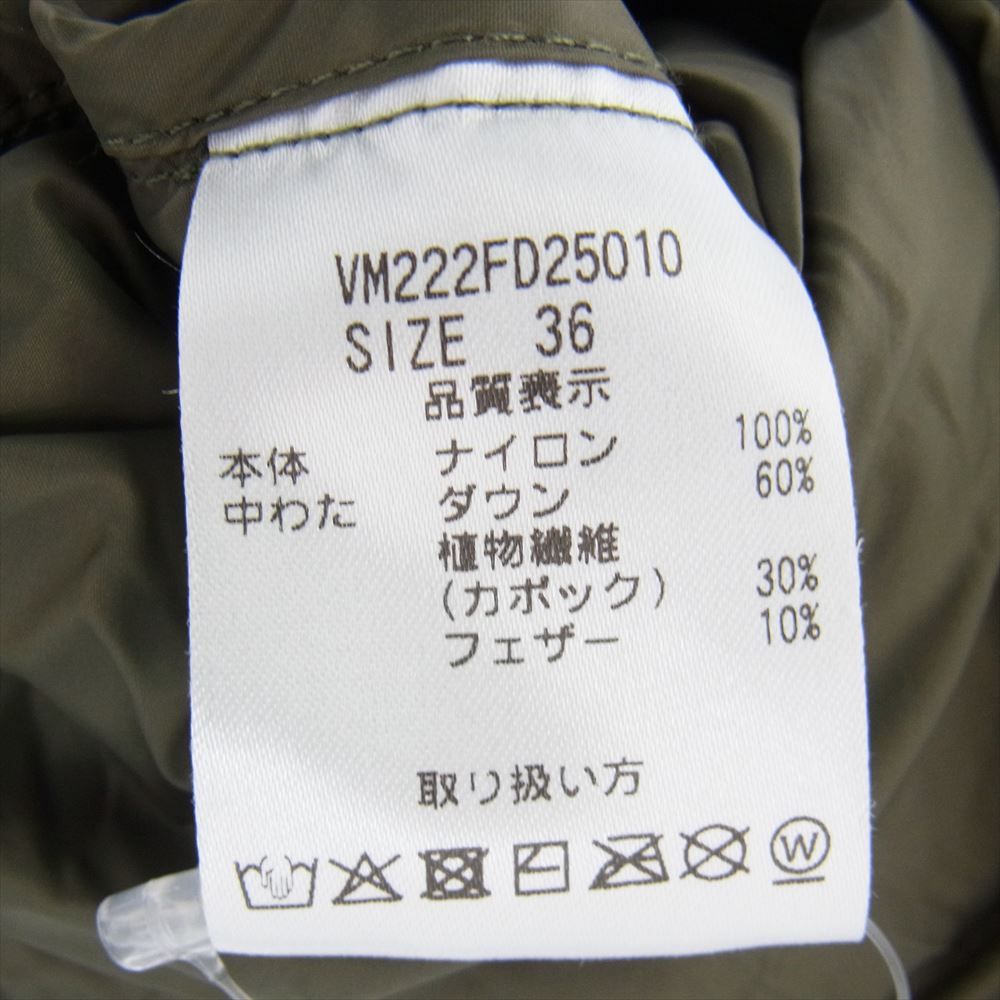 VM222FD25010
SIZE 36
品質表示
本体 ナイロン 100%
中わた ダウン 60%
植物繊維
(カポック) 30%
フェザー 10%
取り扱い方
W